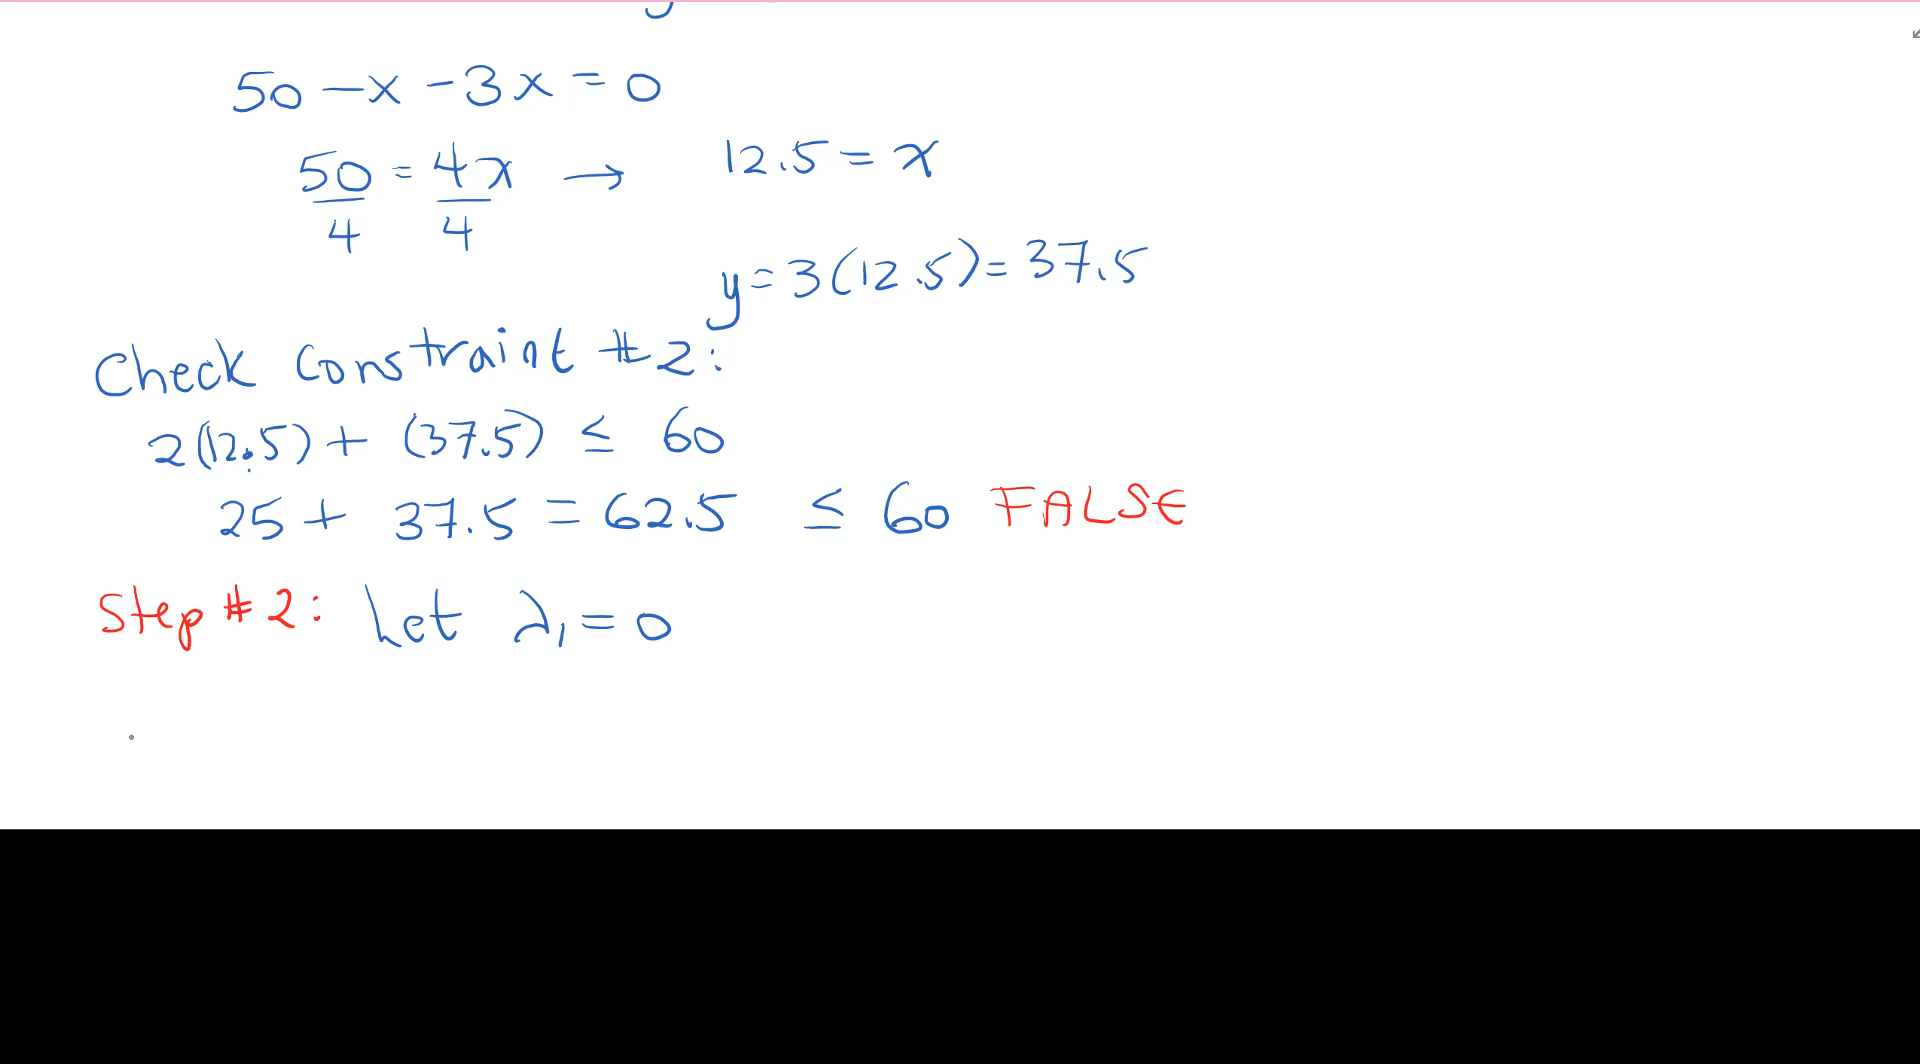 50 - x - 3x = 0
50/4 = 4x/4 → 12.5 = x
y = 3(12.5) = 37.5
Check Constraint #2:
2(12.5) + (37.5) ≤ 60
25 + 37.5 = 62.5 ≤ 60 FALSE
Step #2: Let λ₁ = 0